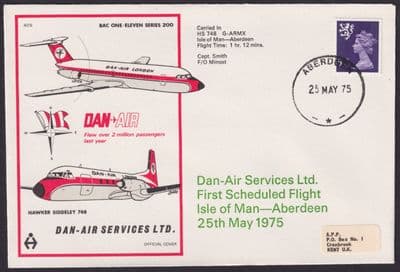 BAC ONE-ELEVEN SERIES 200
DAN-AIR LONDON
DAN AIR
Flew over 2 million passengers
last year
DAN-AIR
HAWKER SIDDELEY 748
DAN-AIR SERVICES LTD.
OFFICIAL COVER
Carried in
HS 748 G-ARMX
Isle of Man—Aberdeen
Flight Time: 1 hr. 12 mins.
Capt. Smith
F/O Mimost
ABERDEEN
25 MAY 75
Dan-Air Services Ltd.
First Scheduled Flight
Isle of Man—Aberdeen
25th May 1975
A.P.P.
P.O. Box No. 1
Cranbrook
KENT U.K.